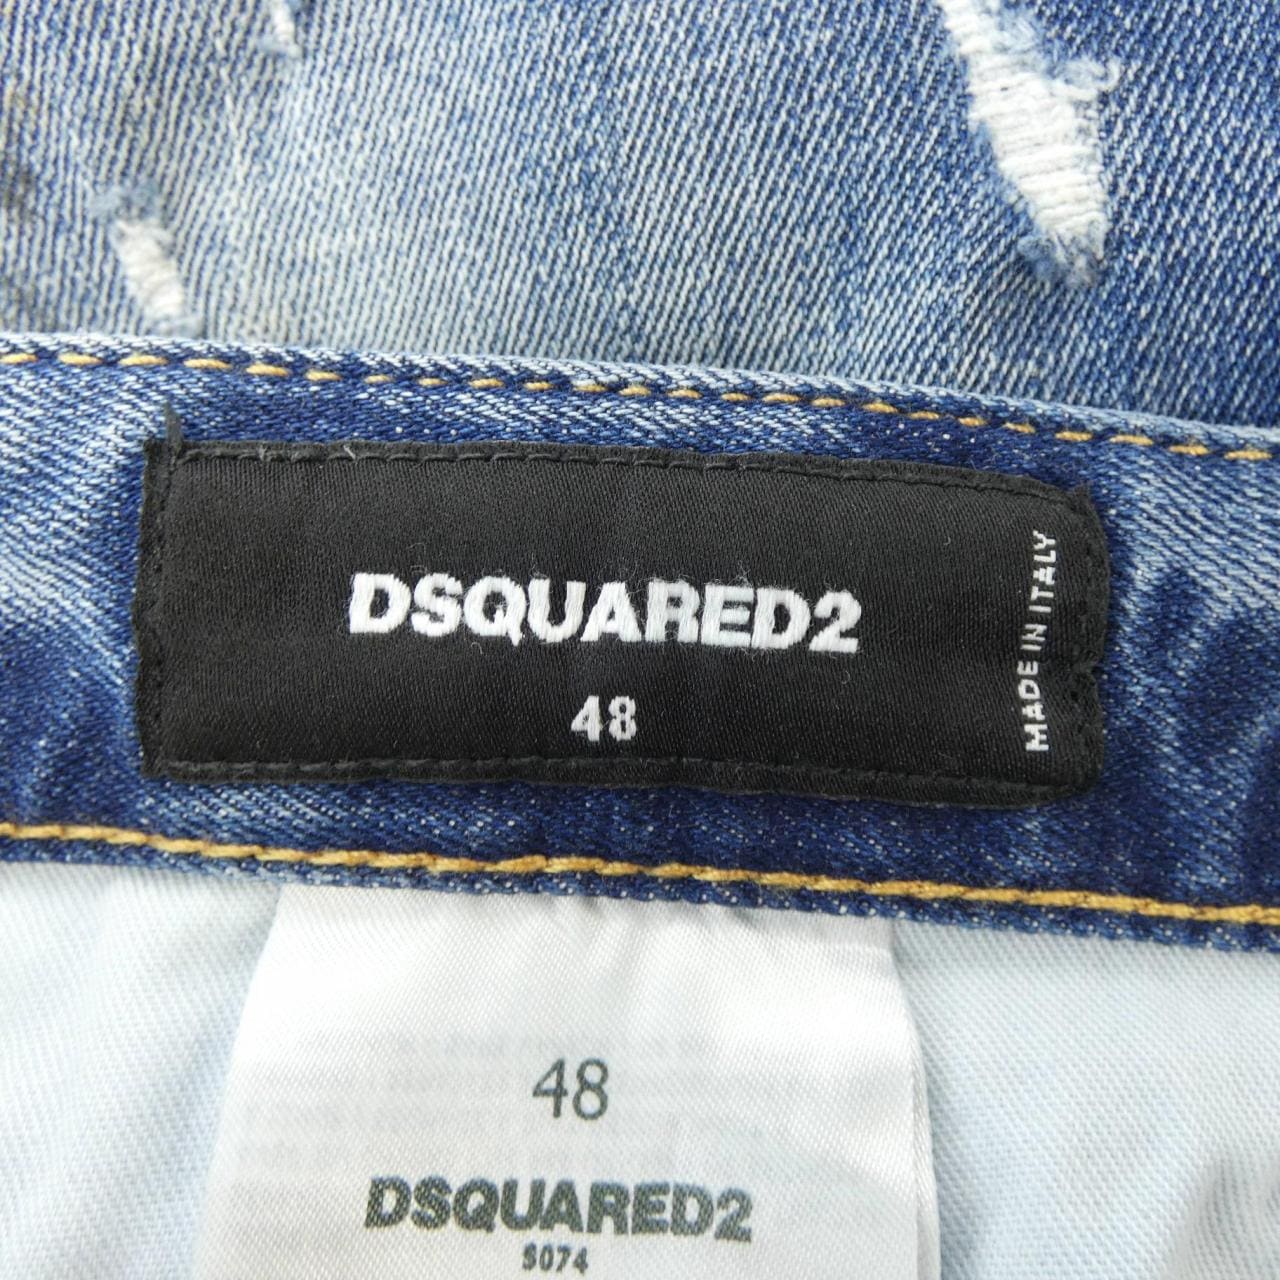 DSQUARED2
48
MADE IN ITALY
48
DSQUARED2
S074